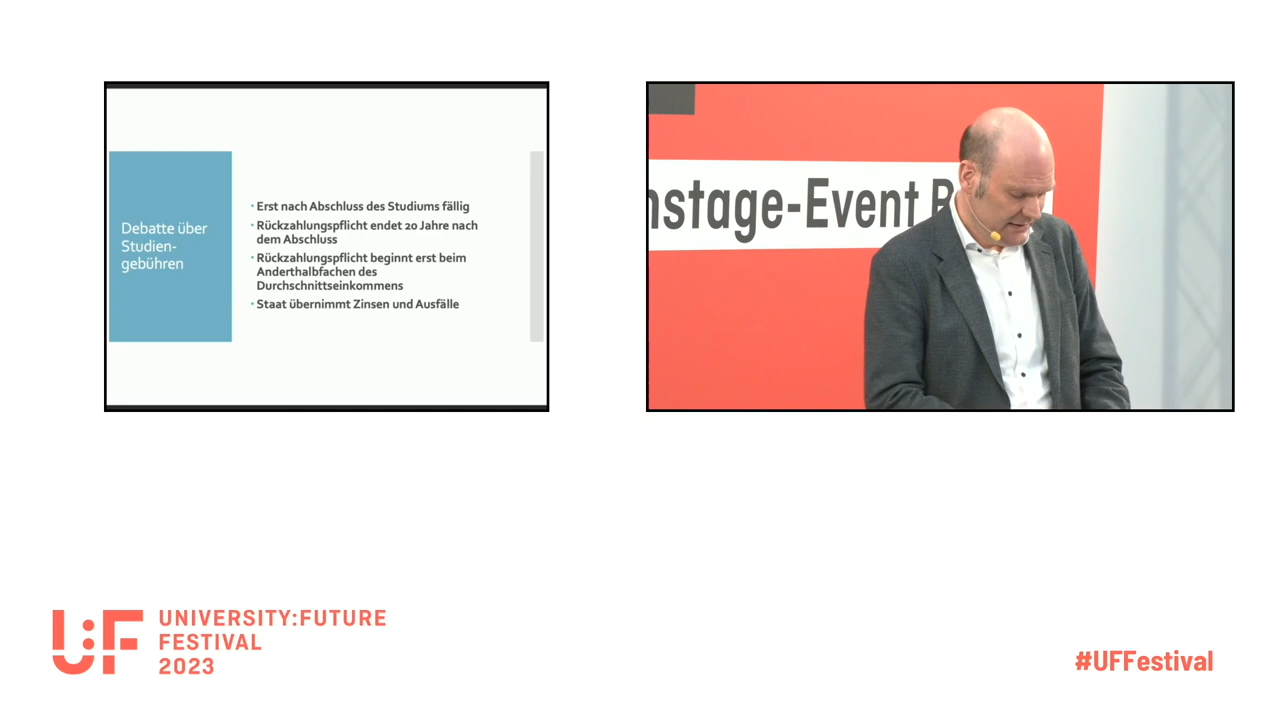 Debatte über
Studien-
gebühren
• Erst nach Abschluss des Studiums fällig
• Rückzahlungspflicht endet 20 Jahre nach
dem Abschluss
• Rückzahlungspflicht beginnt erst beim
Anderthalbfachen des
Durchschnittseinkommens
• Staat übernimmt Zinsen und Ausfälle
nstage-Event B
U:F
UNIVERSITY:FUTURE
FESTIVAL
2023
#UFFestival